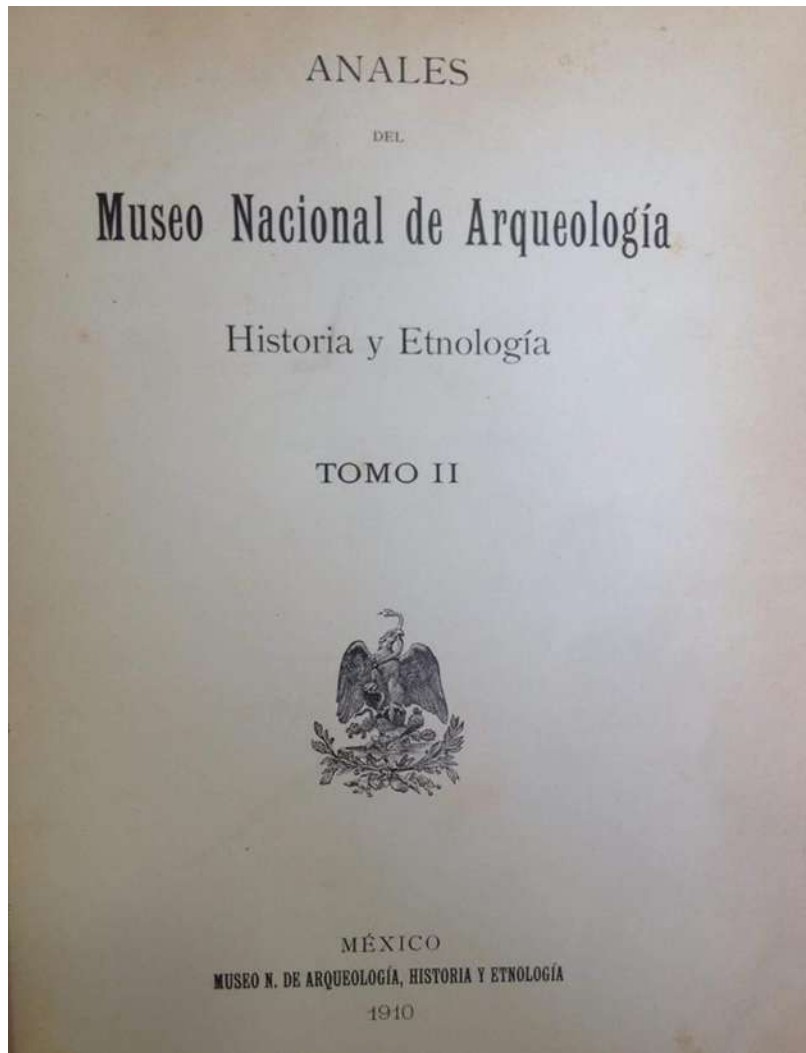 ANALES
DEL
Museo Nacional de Arqueología
Historia y Etnología
TOMO II
MÉXICO
MUSEO N. DE ARQUEOLOGÍA, HISTORIA Y ETNOLOGÍA
1910